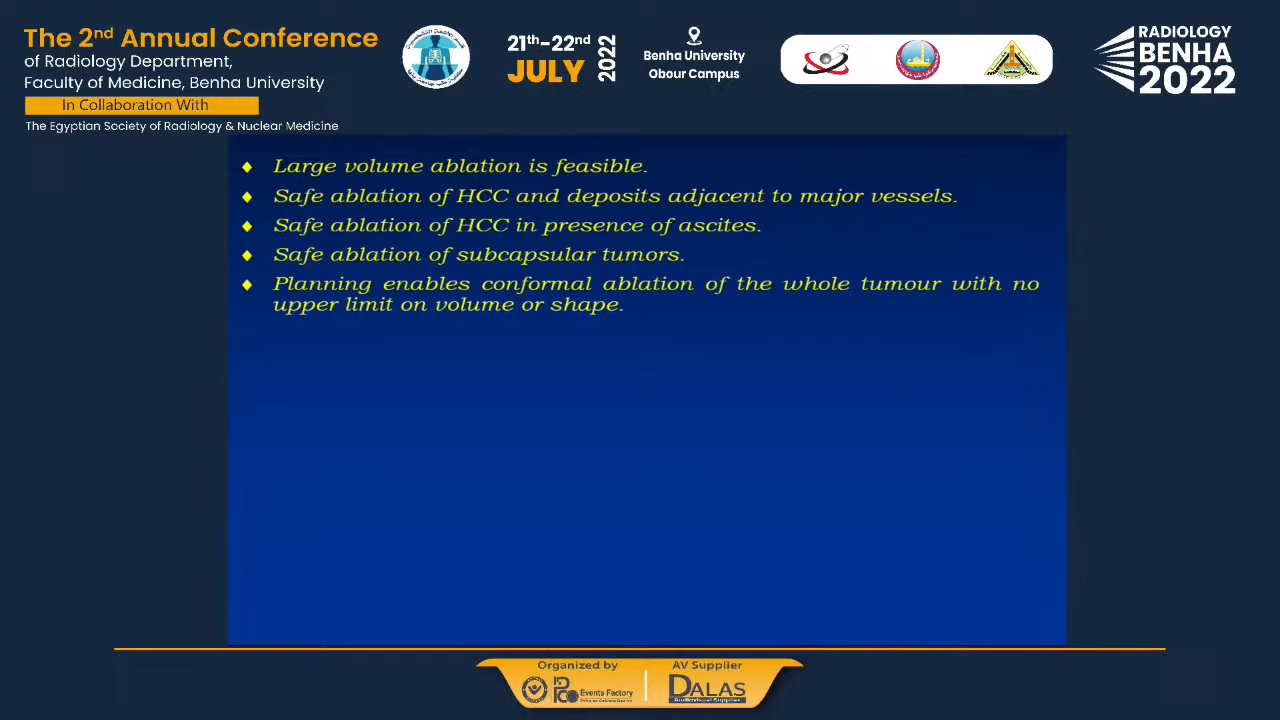 The 2nd Annual Conference
of Radiology Department,
Faculty of Medicine, Benha University
In Collaboration With
The Egyptian Society of Radiology & Nuclear Medicine
21th-22nd
JULY
2022
Benha University
Obour Campus
RADIOLOGY
BENHA
2022
♦ Large volume ablation is feasible.
♦ Safe ablation of HCC and deposits adjacent to major vessels.
♦ Safe ablation of HCC in presence of ascites.
♦ Safe ablation of subcapsular tumors.
♦ Planning enables conformal ablation of the whole tumour with no
upper limit on volume or shape.
Organized by
Events Factory
AV Supplier
DALAS
Audiovisual Supplier